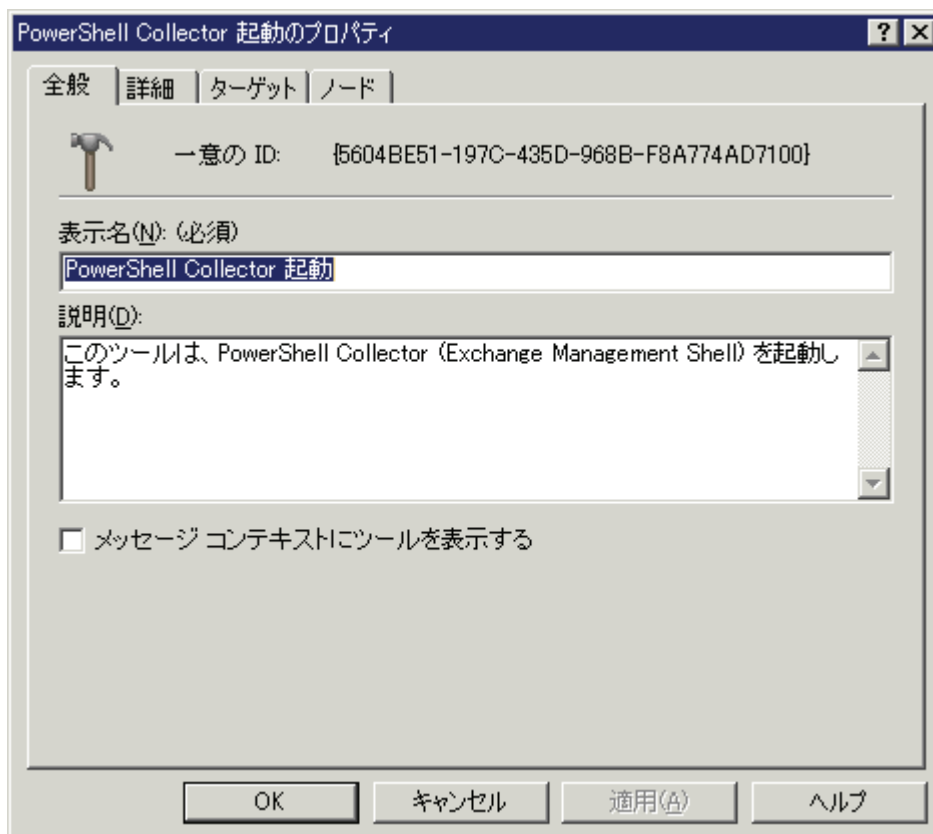 PowerShell Collector 起動のプロパティ
全般 詳細 ターゲット ノード
一意の ID: {5604BE51-197C-435D-968B-F8A774AD7100}
表示名(N): (必須)
PowerShell Collector 起動
説明(D):
このツールは、PowerShell Collector (Exchange Management Shell) を起動し
ます。
メッセージ コンテキストにツールを表示する
OK キャンセル 適用(A) ヘルプ